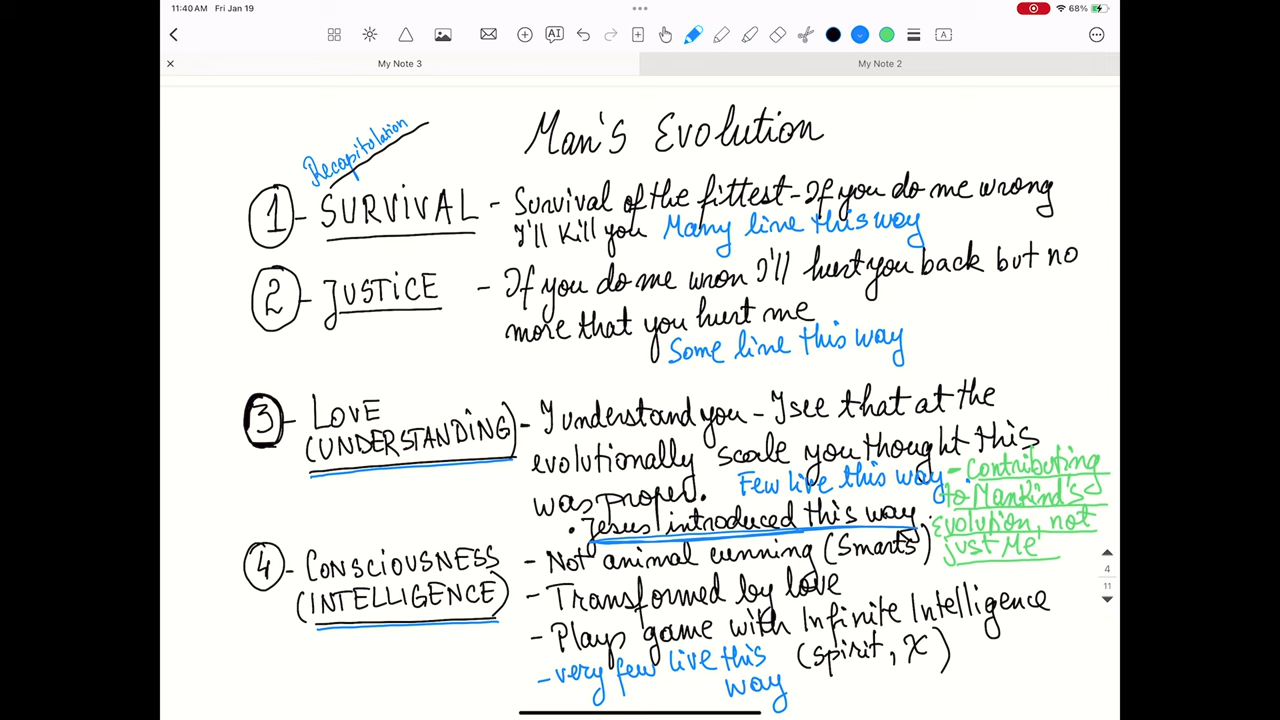 11:40 AM Fri Jan 19
68%
My Note 3
My Note 2
Man's Evolution
Recapitolation
1 - SURVIVAL - Survival of the fittest - If you do me wrong
I'll kill you Many line this way
2 - JUSTICE - If you do me wron I'll hurt you back but no
more that you hurt me
Some line this way
3 - LOVE
(UNDERSTANDING) - I understand you - I see that at the
evolutionally scale you thought this
was proper. Few live this way
- Contributing
to Mankind's
Evolution, not
just Me
• Jesus introduced this way.
4 - CONSCIOUSNESS
(INTELLIGENCE)
- Not animal cunning (Smarts)
- Transformed by love
- Plays game with Infinite Intelligence
(spirit, X)
- very few live this
way
4
11